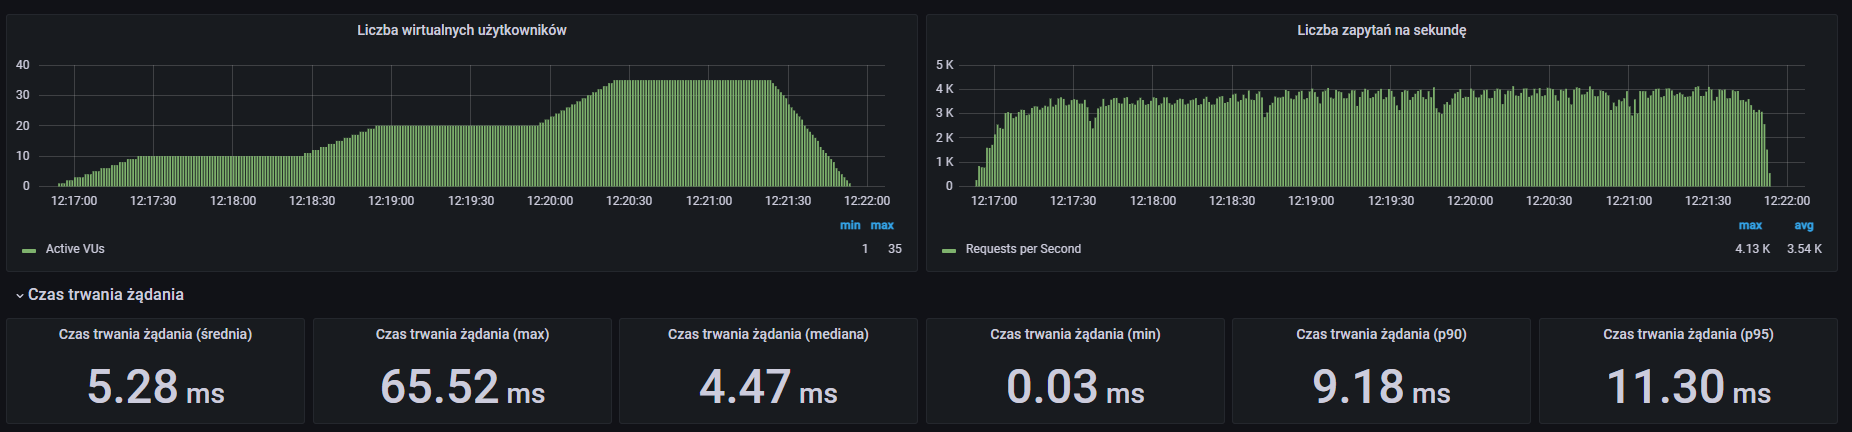 Liczba wirtualnych użytkowników
40
30
20
10
0
12:17:00 12:17:30 12:18:00 12:18:30 12:19:00 12:19:30 12:20:00 12:20:30 12:21:00 12:21:30 12:22:00
min max
Active VUs 1 35
Liczba zapytań na sekundę
5 K
4 K
3 K
2 K
1 K
0
12:17:00 12:17:30 12:18:00 12:18:30 12:19:00 12:19:30 12:20:00 12:20:30 12:21:00 12:21:30 12:22:00
max avg
Requests per Second 4.13 K 3.54 K
Czas trwania żądania
Czas trwania żądania (średnia)
5.28 ms
Czas trwania żądania (max)
65.52 ms
Czas trwania żądania (mediana)
4.47 ms
Czas trwania żądania (min)
0.03 ms
Czas trwania żądania (p90)
9.18 ms
Czas trwania żądania (p95)
11.30 ms